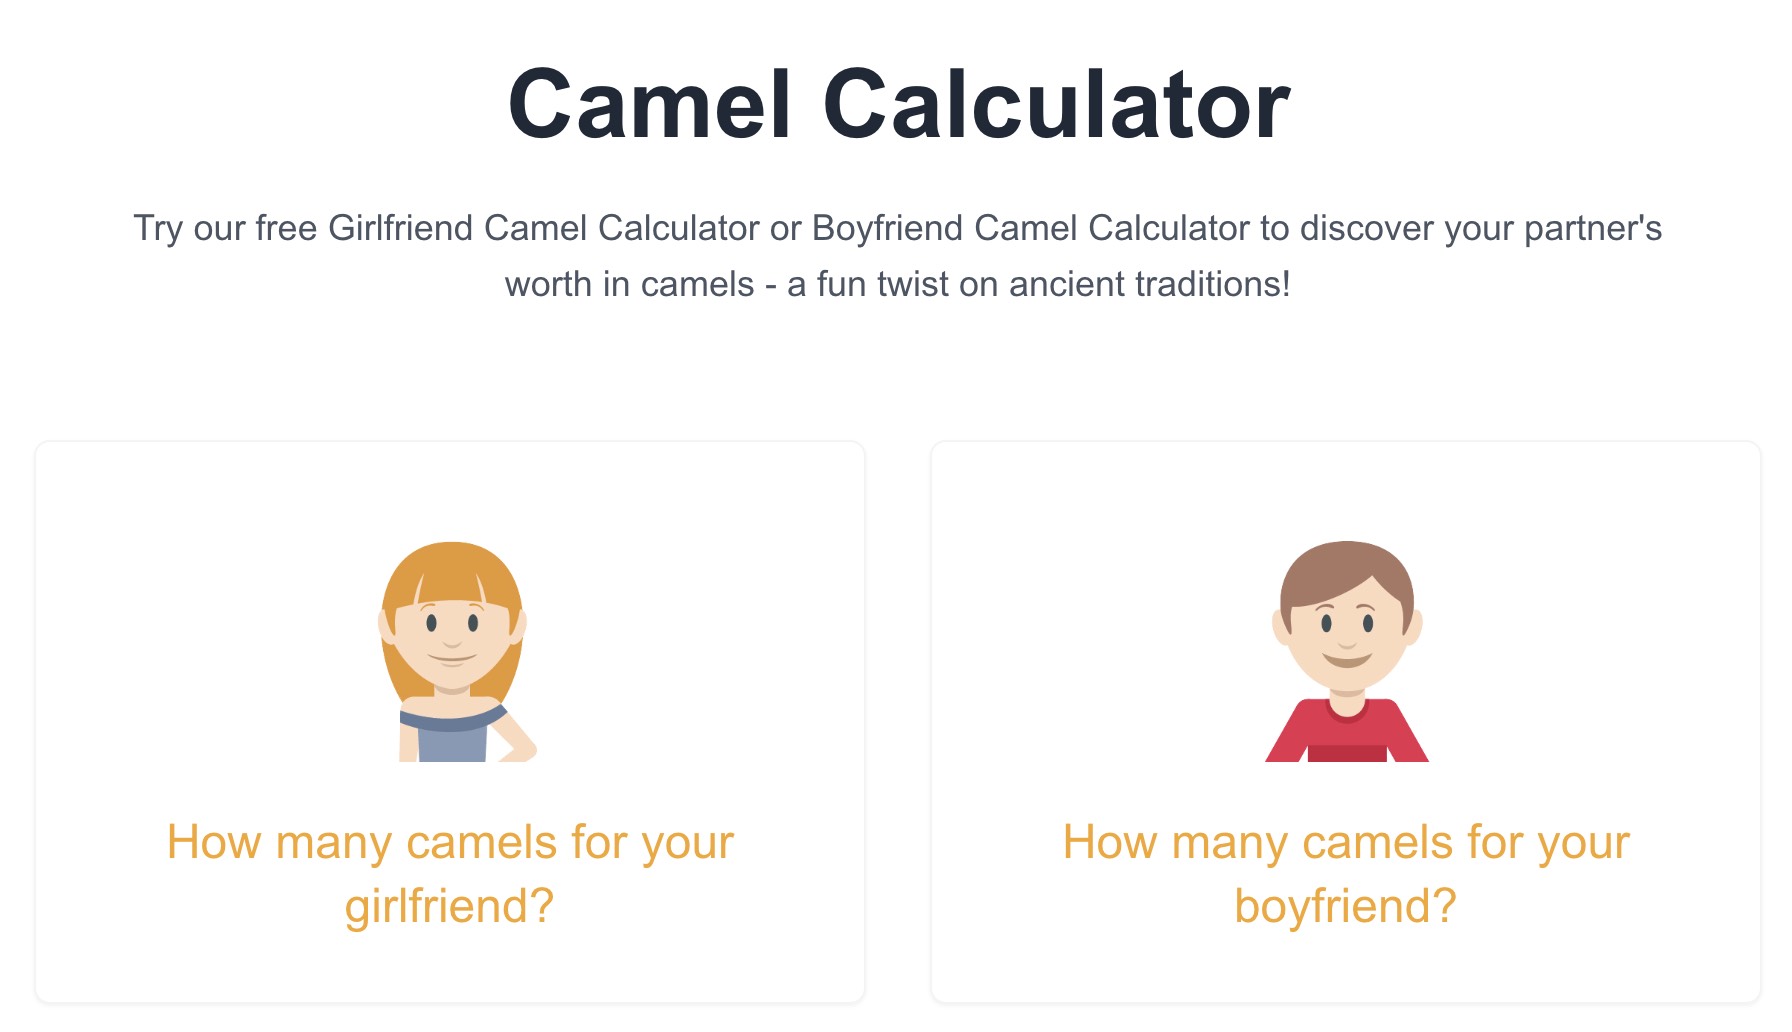 Camel Calculator
Try our free Girlfriend Camel Calculator or Boyfriend Camel Calculator to discover your partner's
worth in camels - a fun twist on ancient traditions!
How many camels for your
girlfriend?
How many camels for your
boyfriend?